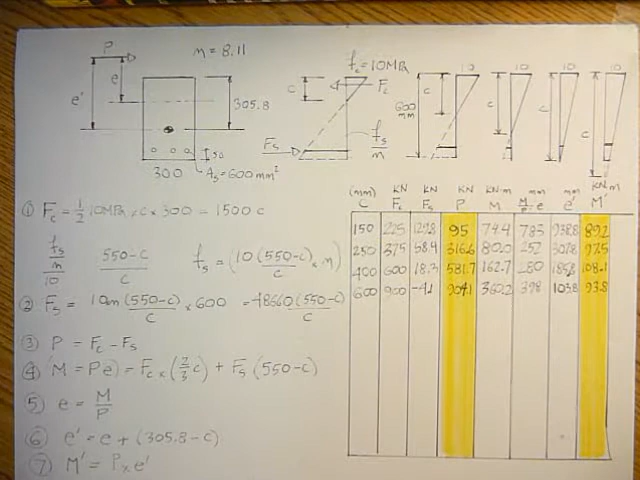 P
n = 8.11
e
e'
305.8
50
300
As = 600 mm²
fc = 10MPa
c
Fc
Fs
fs/n
600 mm
c
10
c
10
c
10
c
10
① Fc = 1/2 10MPa × c × 300 = 1500 c
fs/n / 10 (550-c)/c fs = (10 (550-c)/c × n)
② Fs = 10n (550-c)/c × 600 = 48660 (550-c)/c
③ P = Fc - Fs
④ M = Pe) = Fc × (2/3 c) + Fs (550-c)
⑤ e = M/P
⑥ e' = e + (305.8 - c)
⑦ M' = P × e'
(mm) KN KN KN KN·m mm mm KN.m
C Fc Fs P M M/P=e e' M'
150 225 129.8 95 74.4 783 938.8 89.2
250 375 58.4 316.6 80.0 252 307.8 97.5
400 600 18.3 581.7 162.7 280 185.8 108.1
600 900 -4.1 904.1 360.2 398 103.8 93.8